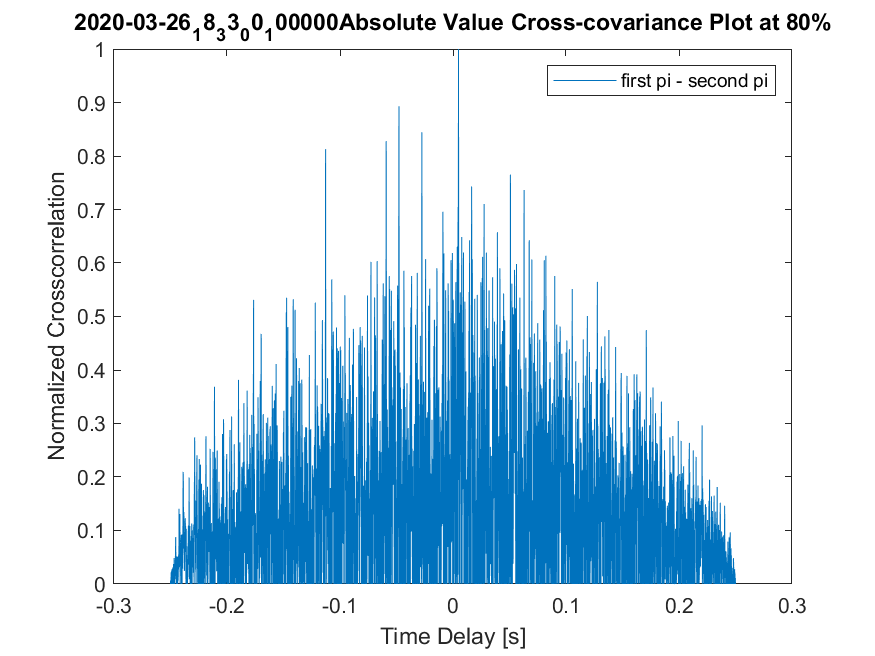 2020-03-26₁8₃3₀0₁00000Absolute Value Cross-covariance Plot at 80%
first pi - second pi
1
0.9
0.8
0.7
0.6
0.5
0.4
0.3
0.2
0.1
0
Normalized Crosscorrelation
-0.3 -0.2 -0.1 0 0.1 0.2 0.3
Time Delay [s]